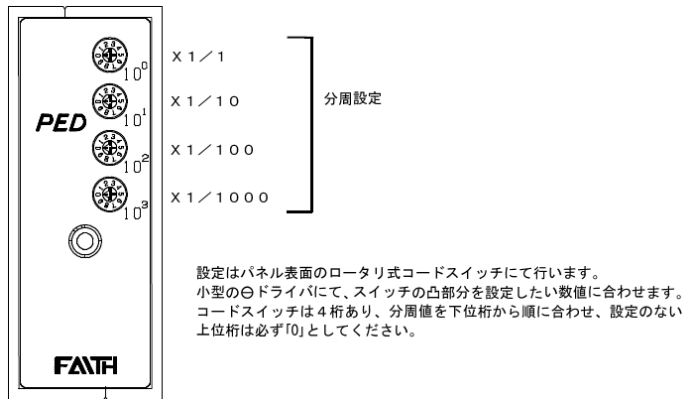 10⁰ X１／１
10¹ X１／１０
分周設定
PED
10² X１／１００
10³ X１／１０００
設定はパネル表面のロータリ式コードスイッチにて行います。
小型の⊖ドライバにて、スイッチの凸部分を設定したい数値に合わせます。
コードスイッチは４桁あり、分周値を下位桁から順に合わせ、設定のない
上位桁は必ず｢0｣としてください。
FAITH